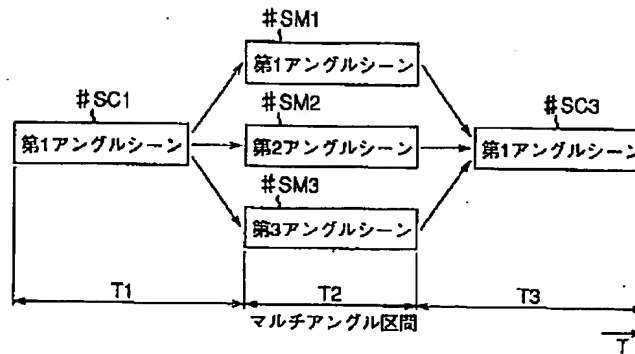 #SM1
第1アングルシーン
#SC1
第1アングルシーン
#SM2
第2アングルシーン
#SC3
第1アングルシーン
#SM3
第3アングルシーン
T1
T2
T3
マルチアングル区間
T